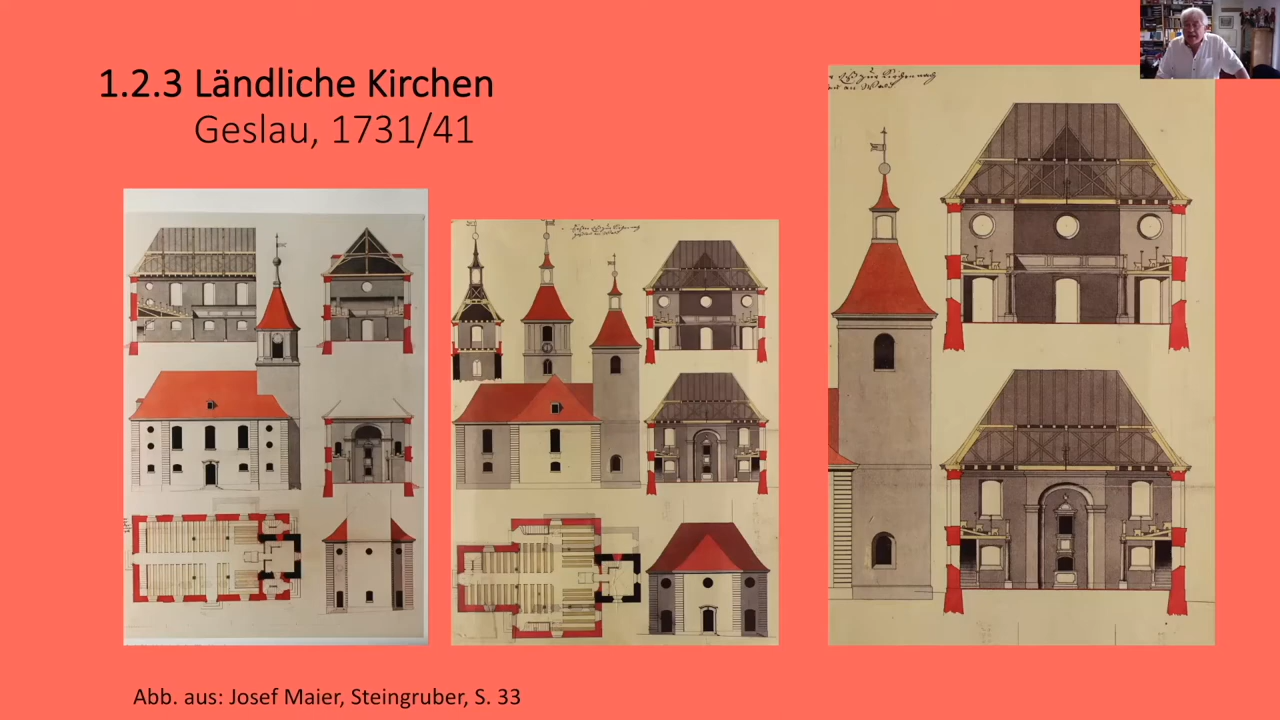 1.2.3 Ländliche Kirchen
Geslau, 1731/41
Abb. aus: Josef Maier, Steingruber, S. 33